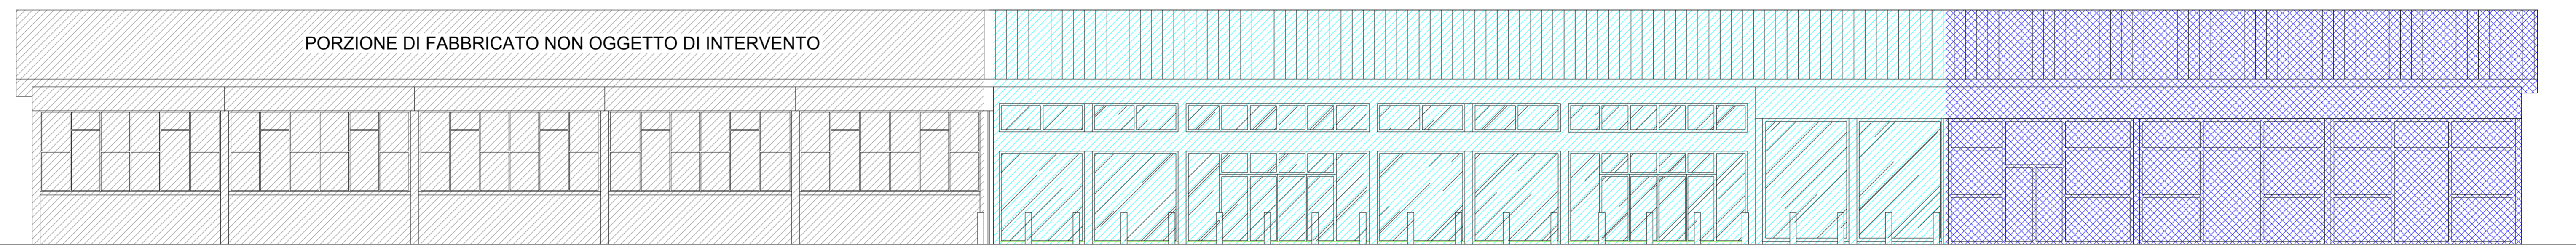 PORZIONE DI FABBRICATO NON OGGETTO DI INTERVENTO